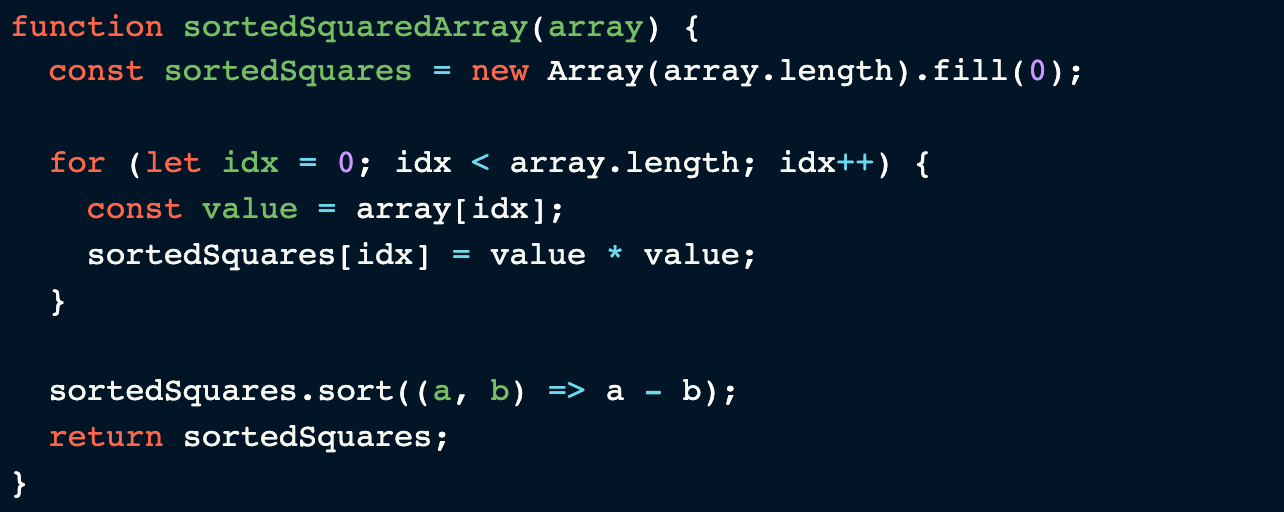 function sortedSquaredArray(array) {
  const sortedSquares = new Array(array.length).fill(0);

  for (let idx = 0; idx < array.length; idx++) {
    const value = array[idx];
    sortedSquares[idx] = value * value;
  }

  sortedSquares.sort((a, b) => a - b);
  return sortedSquares;
}